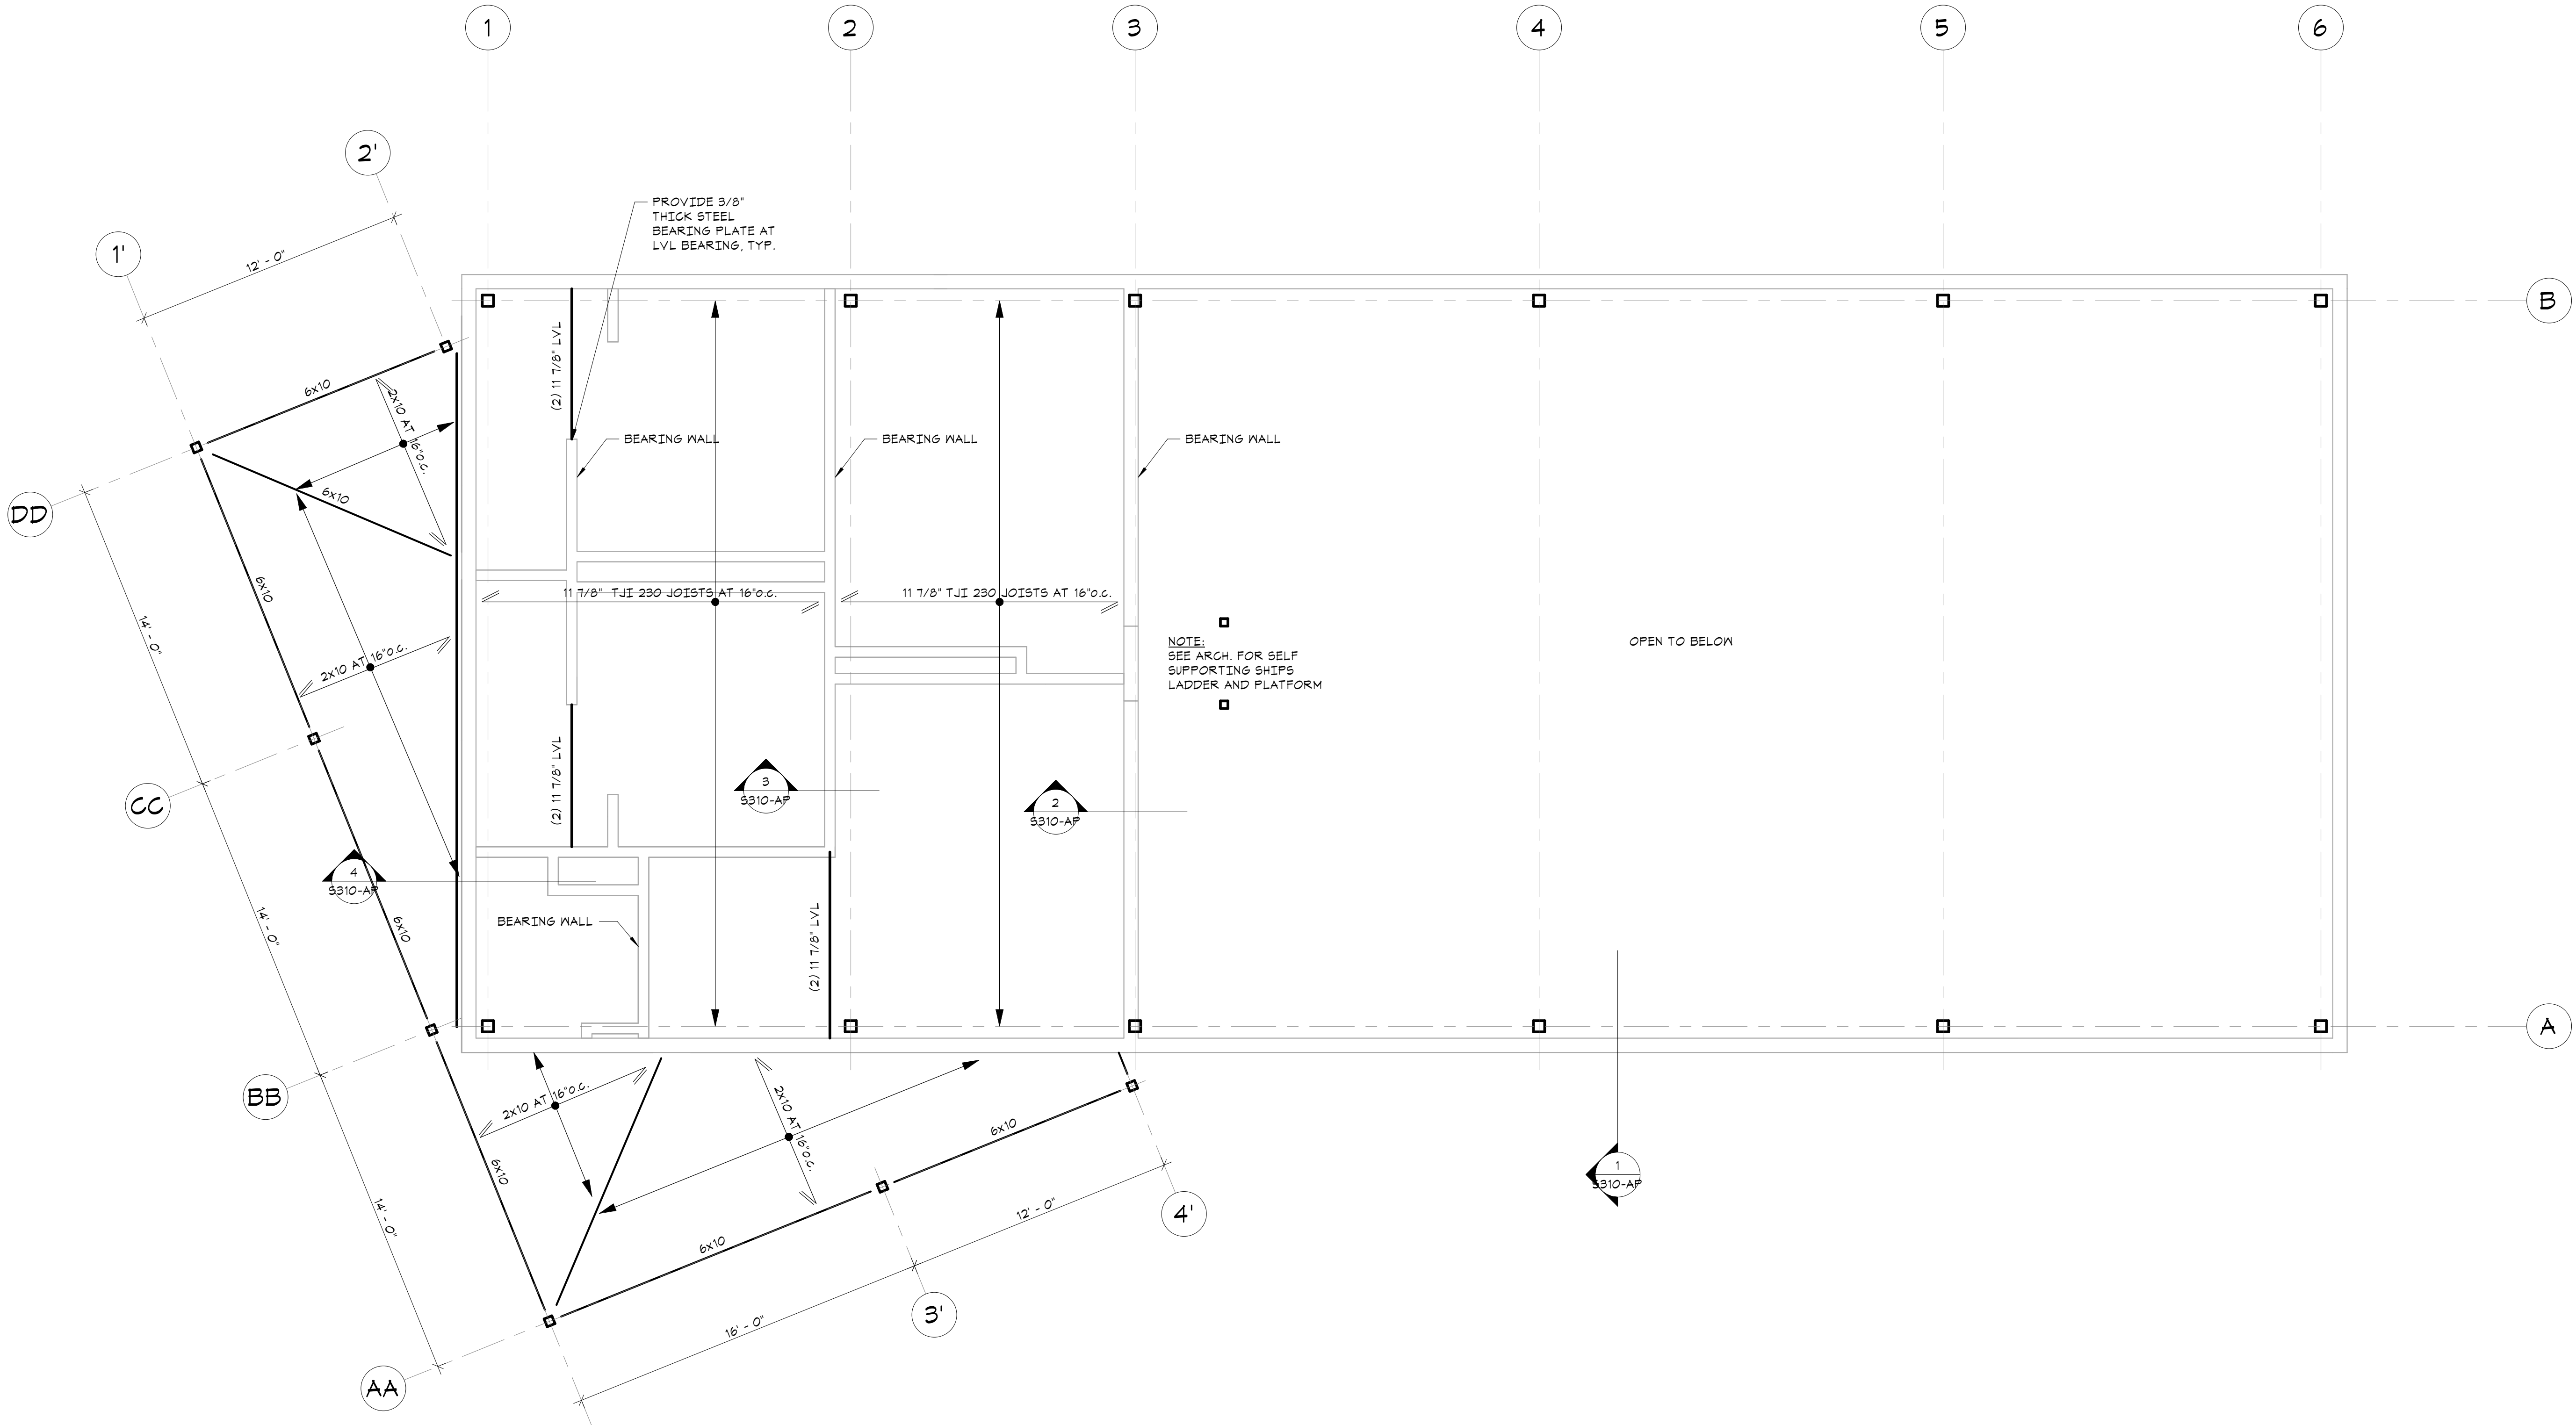 1
2
3
4
5
6
2'
1'
12' - 0"
PROVIDE 3/8"
THICK STEEL
BEARING PLATE AT
LVL BEARING, TYP.
B
(2) 11 7/8" LVL
6x10
2x10 AT 16"o.c.
BEARING WALL
BEARING WALL
BEARING WALL
6x10
DD
6x10
11 7/8" TJI 230 JOISTS AT 16"o.c.
11 7/8" TJI 230 JOISTS AT 16"o.c.
14' - 0"
2x10 AT 16"o.c.
NOTE:
SEE ARCH. FOR SELF
SUPPORTING SHIPS
LADDER AND PLATFORM
OPEN TO BELOW
(2) 11 7/8" LVL
3
S310-AP
2
S310-AP
CC
4
S310-AP
14' - 0"
6x10
BEARING WALL
(2) 11 7/8" LVL
A
BB
2x10 AT 16"o.c.
2x10 AT 16"o.c.
6x10
6x10
1
S310-AP
14' - 0"
12' - 0"
4'
6x10
3'
16' - 0"
AA